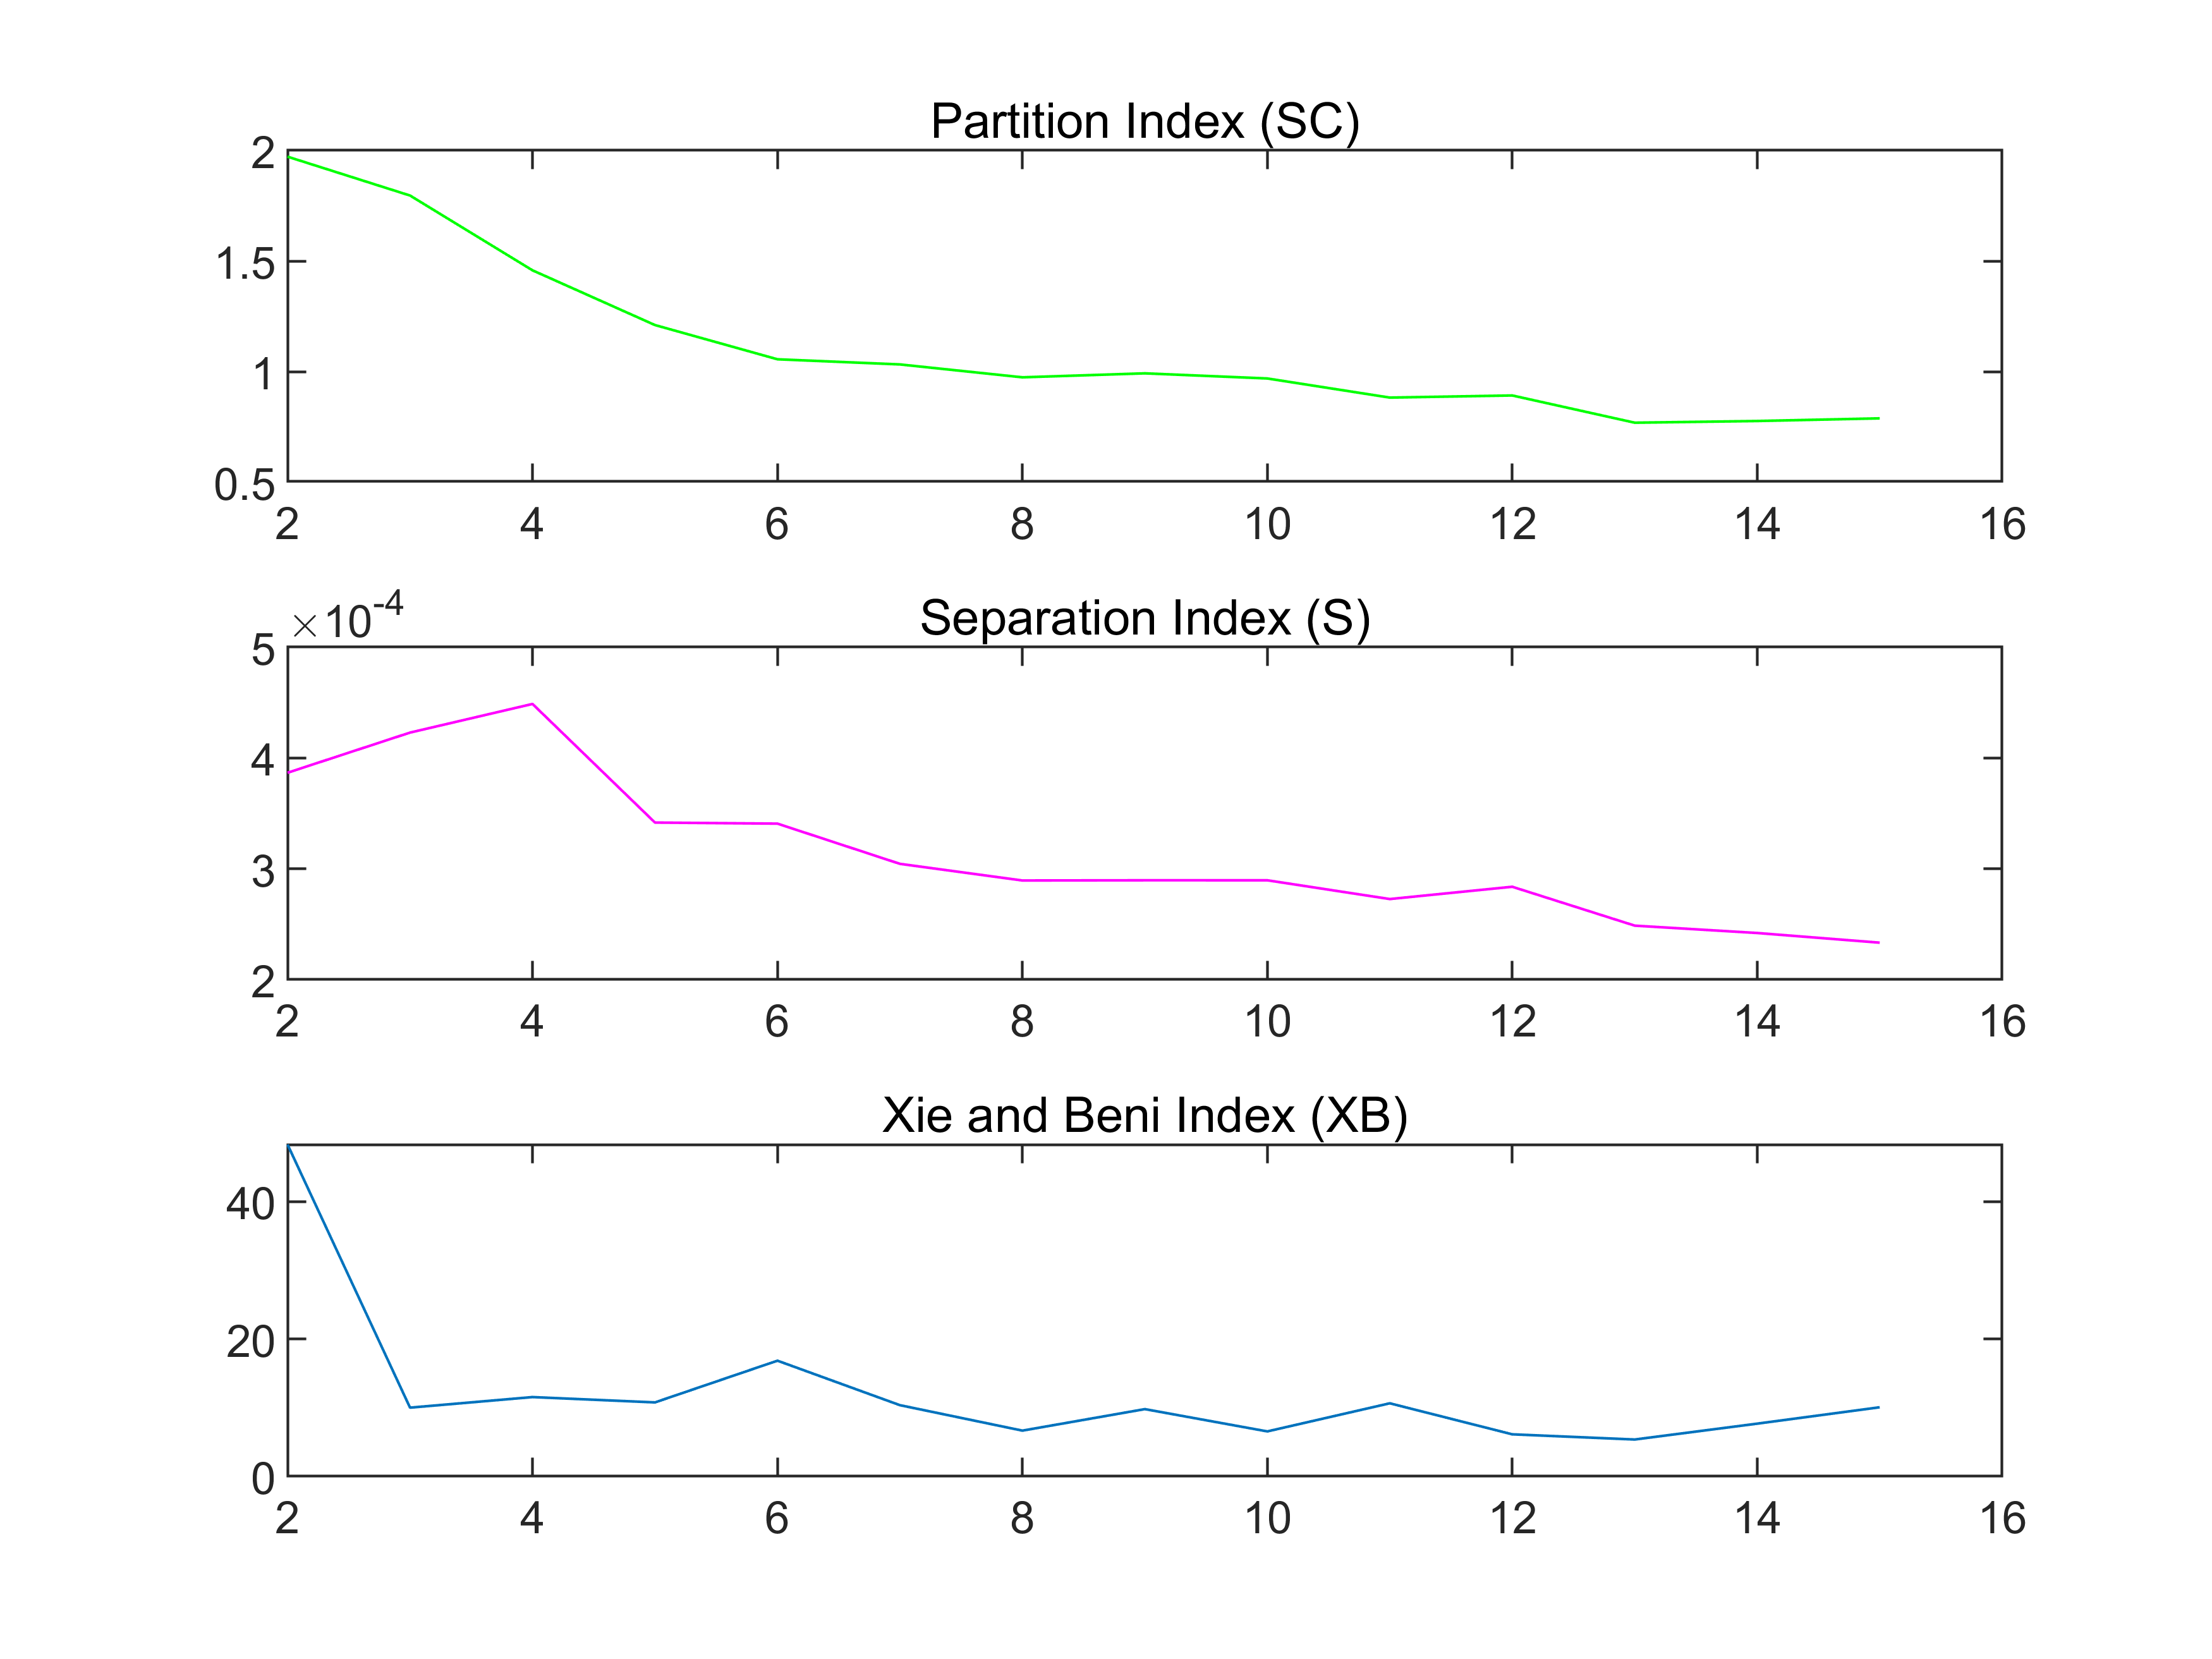 Partition Index (SC)
2
1.5
1
0.5
2 4 6 8 10 12 14 16
×10-4
Separation Index (S)
5
4
3
2
2 4 6 8 10 12 14 16
Xie and Beni Index (XB)
40
20
0
2 4 6 8 10 12 14 16